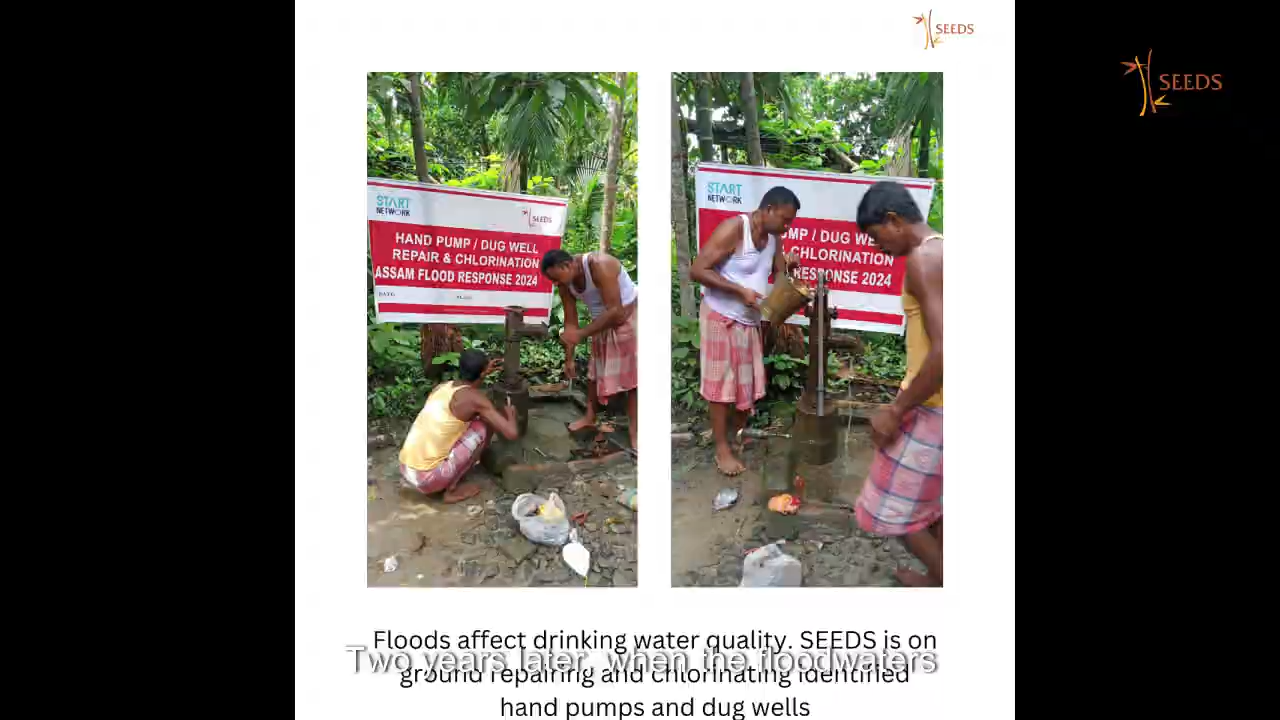 SEEDS
SEEDS
START
NETWORK
SEEDS
HAND PUMP / DUG WELL
REPAIR & CHLORINATION
ASSAM FLOOD RESPONSE 2024
START
NETWORK
MP / DUG WE
CHLORINATION
RESPONSE 2024
Floods affect drinking water quality. SEEDS is on
Two years later, when the floodwaters
ground repairing and chlorinating identified
hand pumps and dug wells